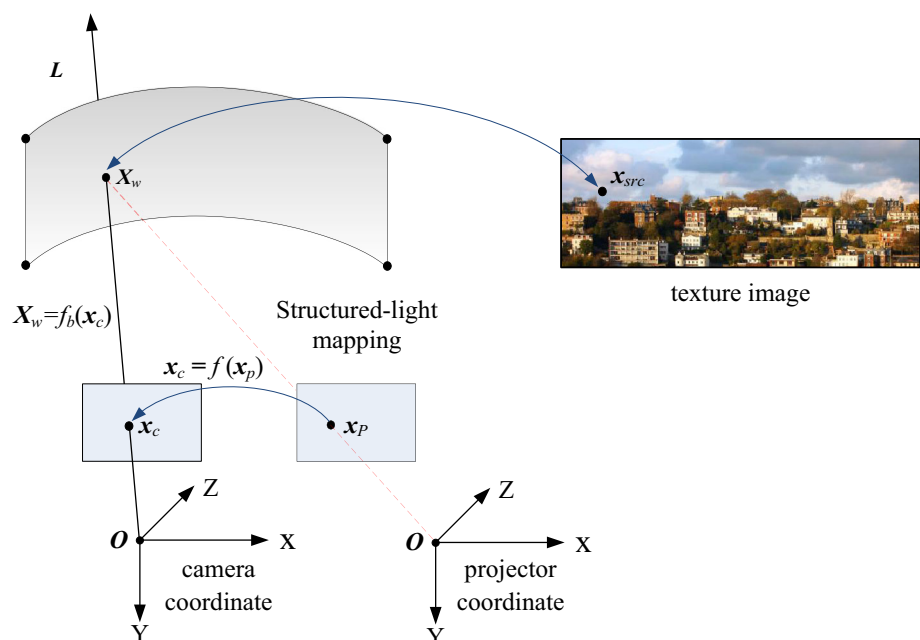 L
X_w
x_src
texture image
X_w=f_b(x_c)
Structured-light
mapping
x_c = f(x_p)
x_c
x_P
Z
Z
O
X
O
X
camera
coordinate
projector
coordinate
Y
Y